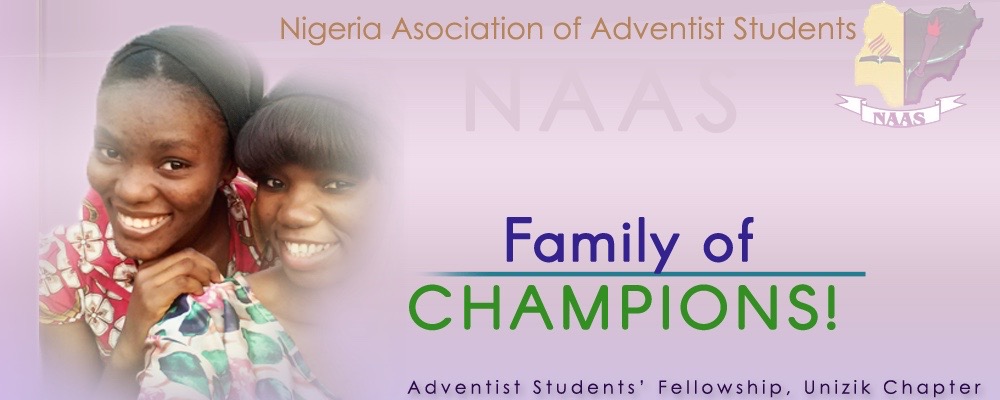 Nigeria Asociation of Adventist Students
NAAS
NAAS
Family of
CHAMPIONS!
Adventist Students' Fellowship, Unizik Chapter